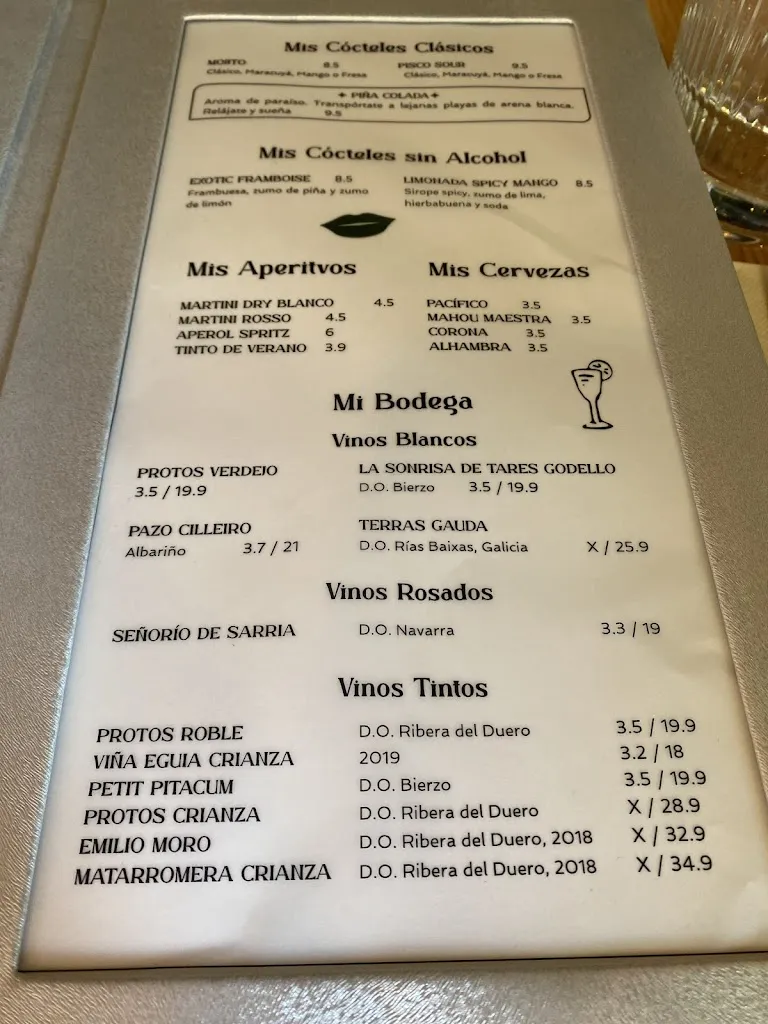 Mis Cócteles Clásicos
MOJITO 8.5 PISCO SOUR 9.5
Clásico, Maracuyá, Mango o Fresa Clásico, Maracuyá, Mango o Fresa
✦ PIÑA COLADA ✦
Aroma de paraíso. Transpórtate a lejanas playas de arena blanca.
Relájate y sueña 9.5
Mis Cócteles sin Alcohol
EXOTIC FRAMBOISE 8.5 LIMONADA SPICY MANGO 8.5
Frambuesa, zumo de piña y zumo Sirope spicy, zumo de lima,
de limón hierbabuena y soda
Mis Aperitvos Mis Cervezas
MARTINI DRY BLANCO 4.5 PACÍFICO 3.5
MARTINI ROSSO 4.5 MAHOU MAESTRA 3.5
APEROL SPRITZ 6 CORONA 3.5
TINTO DE VERANO 3.9 ALHAMBRA 3.5
Mi Bodega
Vinos Blancos
PROTOS VERDEJO LA SONRISA DE TARES GODELLO
3.5 / 19.9 D.O. Bierzo 3.5 / 19.9
PAZO CILLEIRO TERRAS GAUDA
Albariño 3.7 / 21 D.O. Rías Baixas, Galicia X / 25.9
Vinos Rosados
SEÑORÍO DE SARRIA D.O. Navarra 3.3 / 19
Vinos Tintos
PROTOS ROBLE D.O. Ribera del Duero 3.5 / 19.9
VIÑA EGUIA CRIANZA 2019 3.2 / 18
PETIT PITACUM D.O. Bierzo 3.5 / 19.9
PROTOS CRIANZA D.O. Ribera del Duero X / 28.9
EMILIO MORO D.O. Ribera del Duero, 2018 X / 32.9
MATARROMERA CRIANZA D.O. Ribera del Duero, 2018 X / 34.9